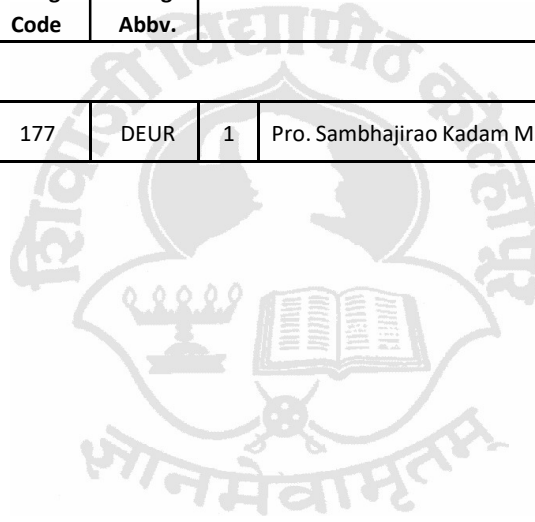 Code Abbv.
177 DEUR 1 Pro. Sambhajirao Kadam M
शिवाजी विद्यापीठ कोल्हापूर
ज्ञानमेवामृतम्